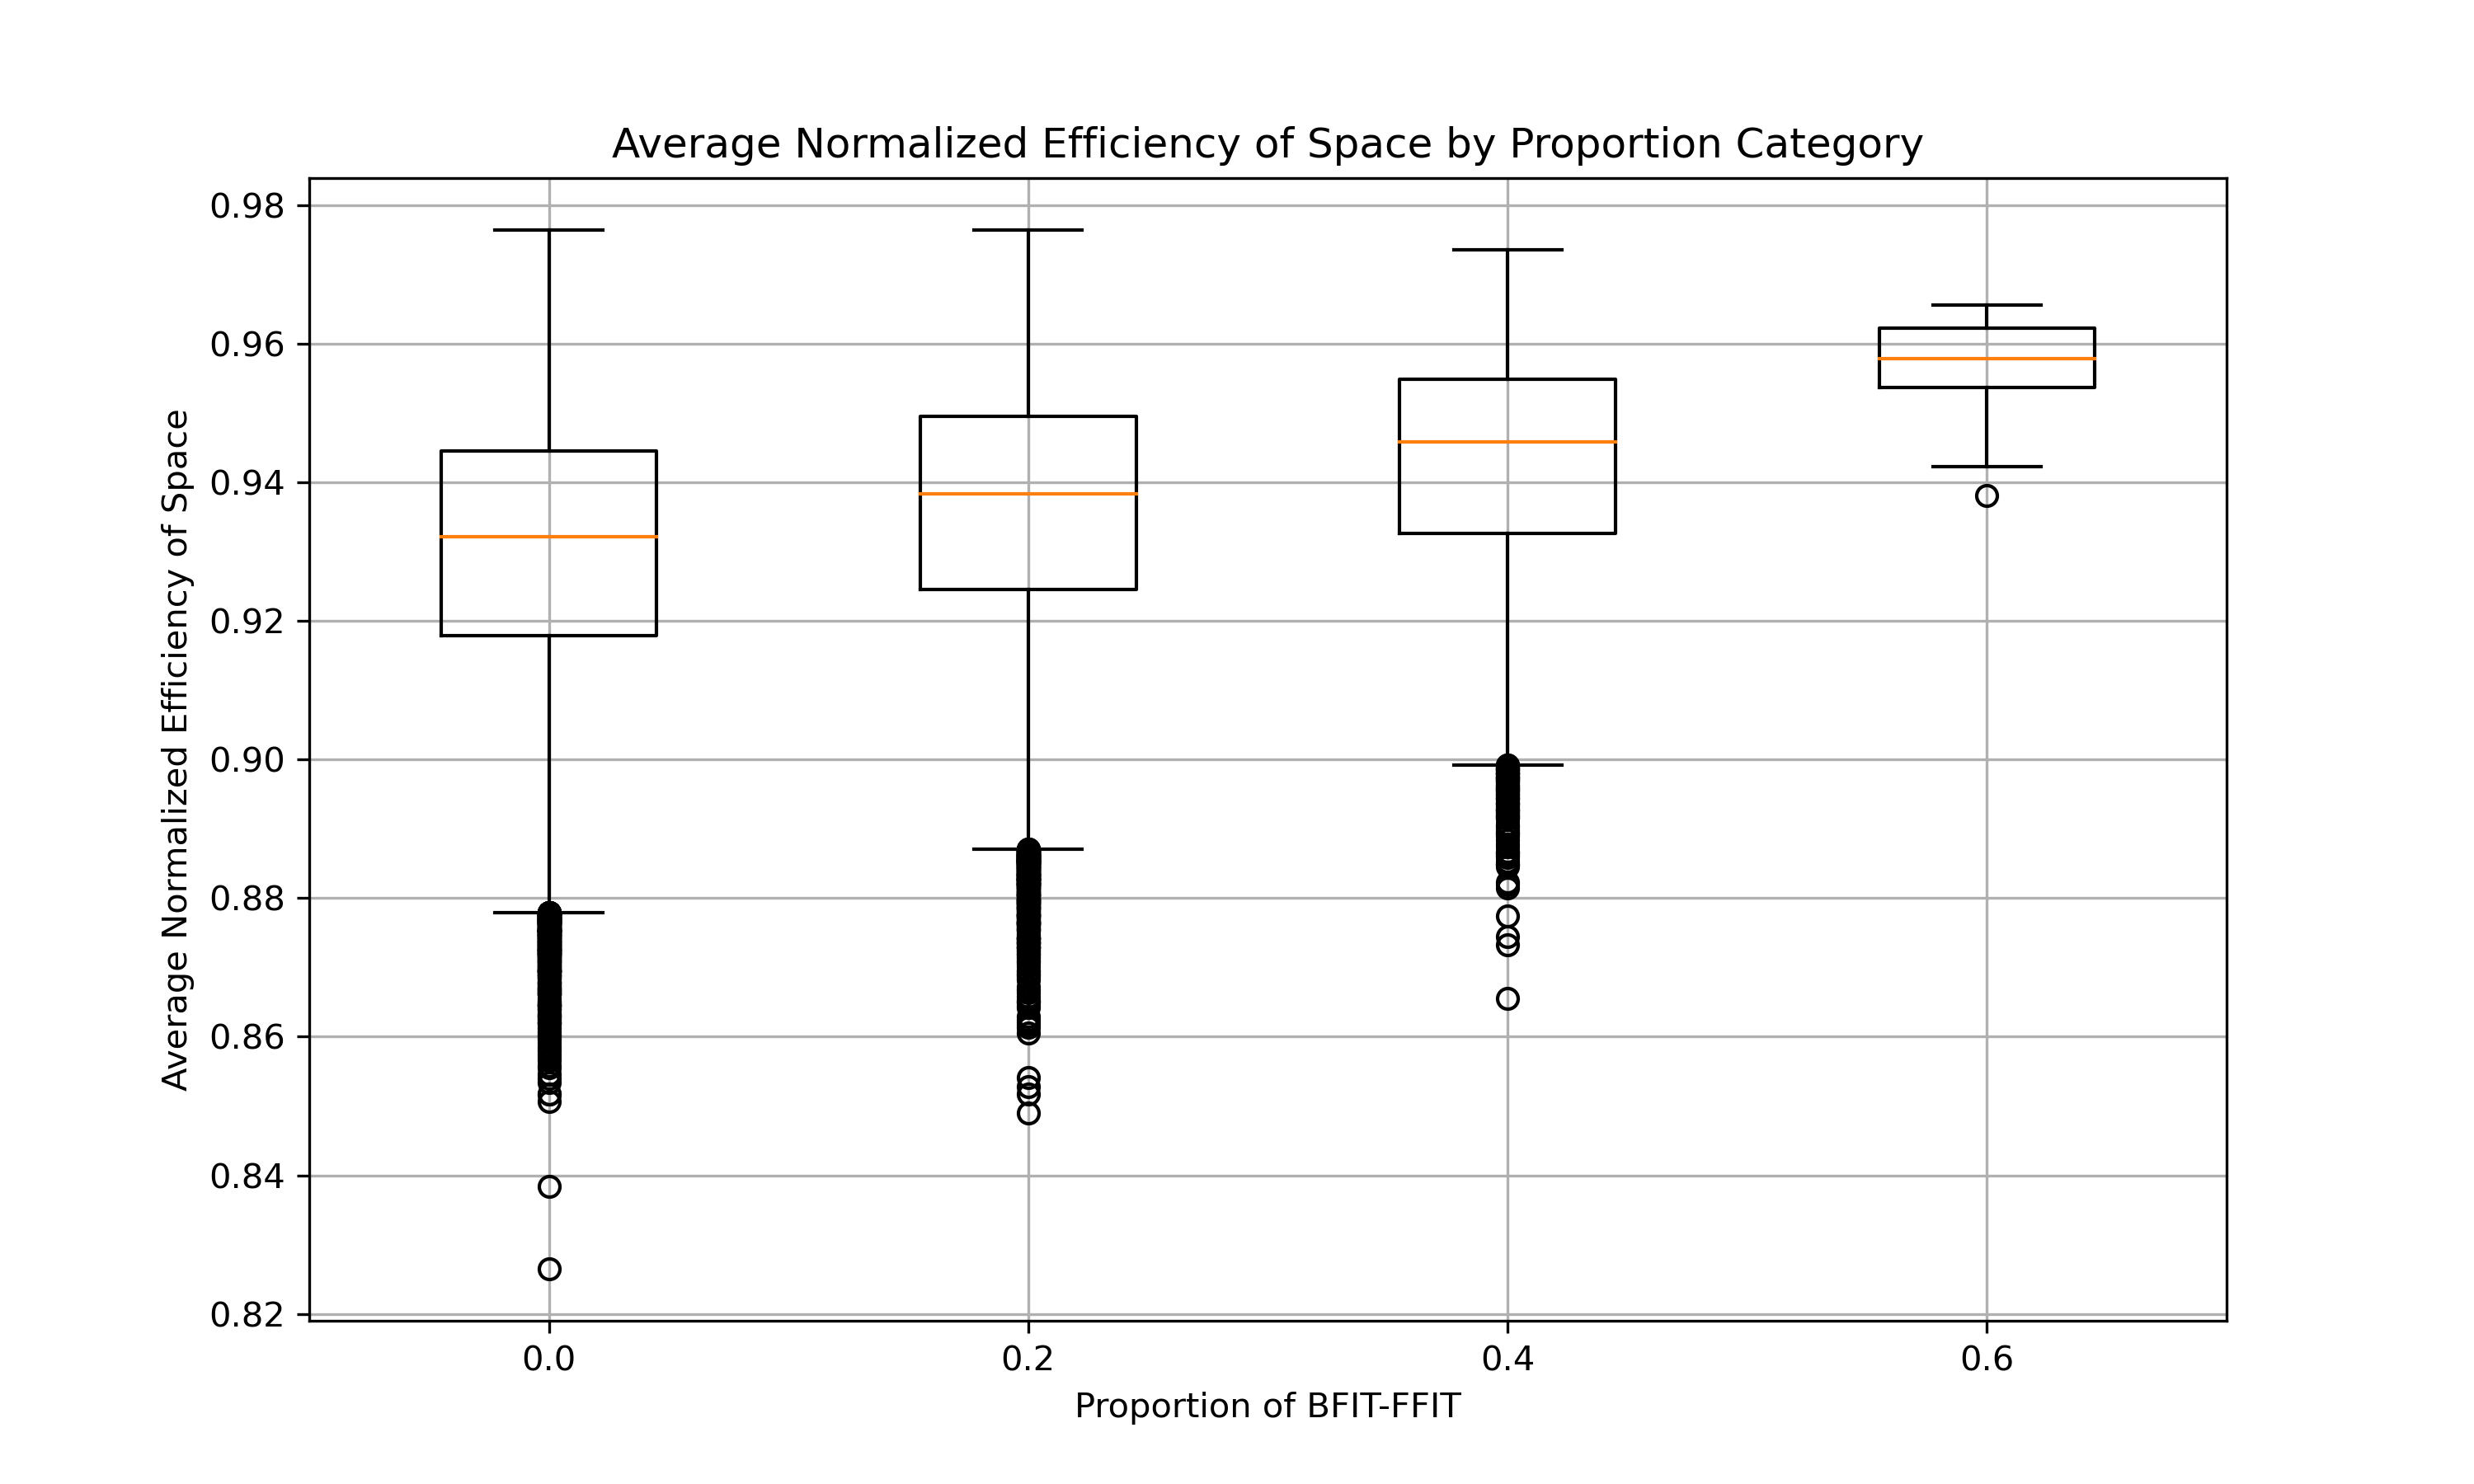 Average Normalized Efficiency of Space by Proportion Category
Average Normalized Efficiency of Space
0.98
0.96
0.94
0.92
0.90
0.88
0.86
0.84
0.82
0.0 0.2 0.4 0.6
Proportion of BFIT-FFIT